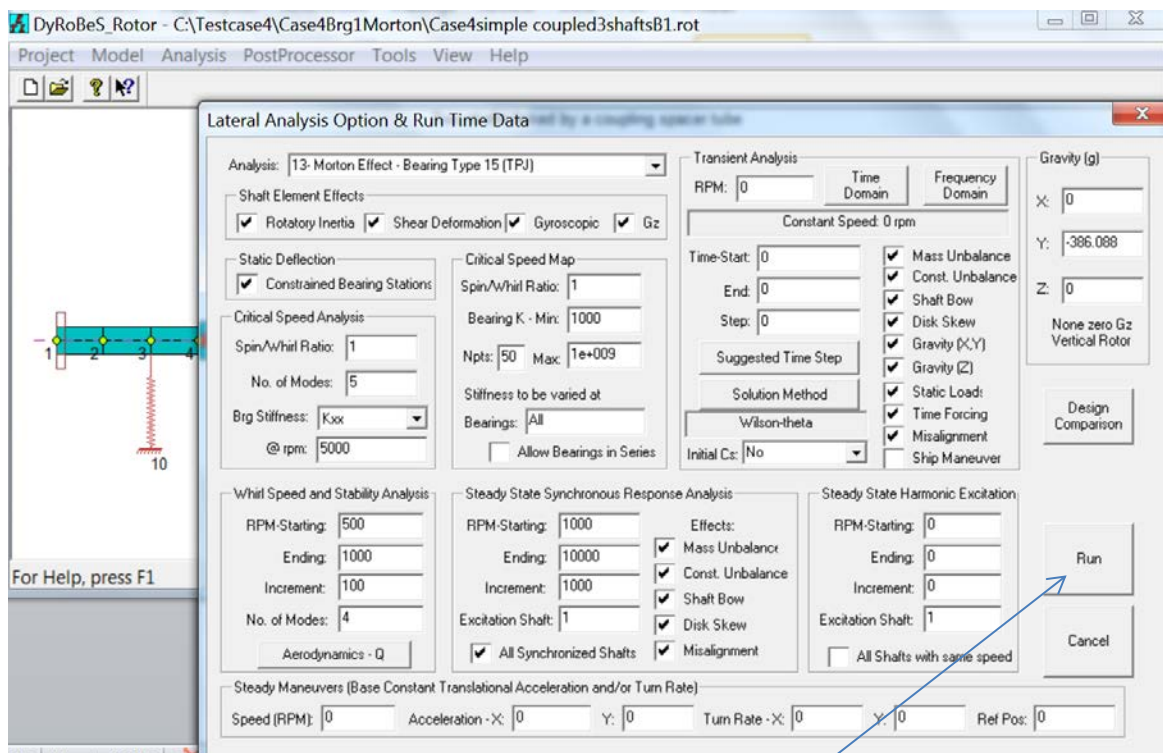 DyRoBeS_Rotor - C:\Testcase4\Case4Brg1Morton\Case4simple coupled3shaftsB1.rot
Project Model Analysis PostProcessor Tools View Help
Lateral Analysis Option & Run Time Data
by a coupling spacer tube
Analysis: 13- Morton Effect - Bearing Type 15 (TPJ)
Shaft Element Effects
Rotatory Inertia Shear Deformation Gyroscopic Gz
Static Deflection
Constrained Bearing Stations
Critical Speed Analysis
Spin/Whirl Ratio: 1
No. of Modes: 5
Brg Stiffness: Kxx
@ rpm: 5000
Critical Speed Map
Spin/Whirl Ratio: 1
Bearing K - Min: 1000
Npts: 50 Max: 1e+009
Stiffness to be varied at
Bearings: All
Allow Bearings in Series
Transient Analysis
RPM: 0
Time Domain
Frequency Domain
Constant Speed: 0 rpm
Time-Start: 0
End: 0
Step: 0
Suggested Time Step
Solution Method
Wilson-theta
Initial Cs: No
Mass Unbalance
Const. Unbalance
Shaft Bow
Disk Skew
Gravity (X,Y)
Gravity (Z)
Static Loads
Time Forcing
Misalignment
Ship Maneuver
Gravity (g)
X: 0
Y: -386.088
Z: 0
None zero Gz
Vertical Rotor
Design Comparison
1 2 3 4
10
Whirl Speed and Stability Analysis
RPM-Starting: 500
Ending: 1000
Increment: 100
No. of Modes: 4
Aerodynamics - Q
Steady State Synchronous Response Analysis
RPM-Starting: 1000
Ending: 10000
Increment: 1000
Excitation Shaft: 1
All Synchronized Shafts
Effects:
Mass Unbalance
Const. Unbalance
Shaft Bow
Disk Skew
Misalignment
Steady State Harmonic Excitation
RPM-Starting: 0
Ending: 0
Increment: 0
Excitation Shaft: 1
All Shafts with same speed
Run
Cancel
For Help, press F1
Steady Maneuvers (Base Constant Translational Acceleration and/or Turn Rate)
Speed (RPM): 0 Acceleration - X: 0 Y: 0 Turn Rate - X: 0 Y: 0 Ref Pos: 0